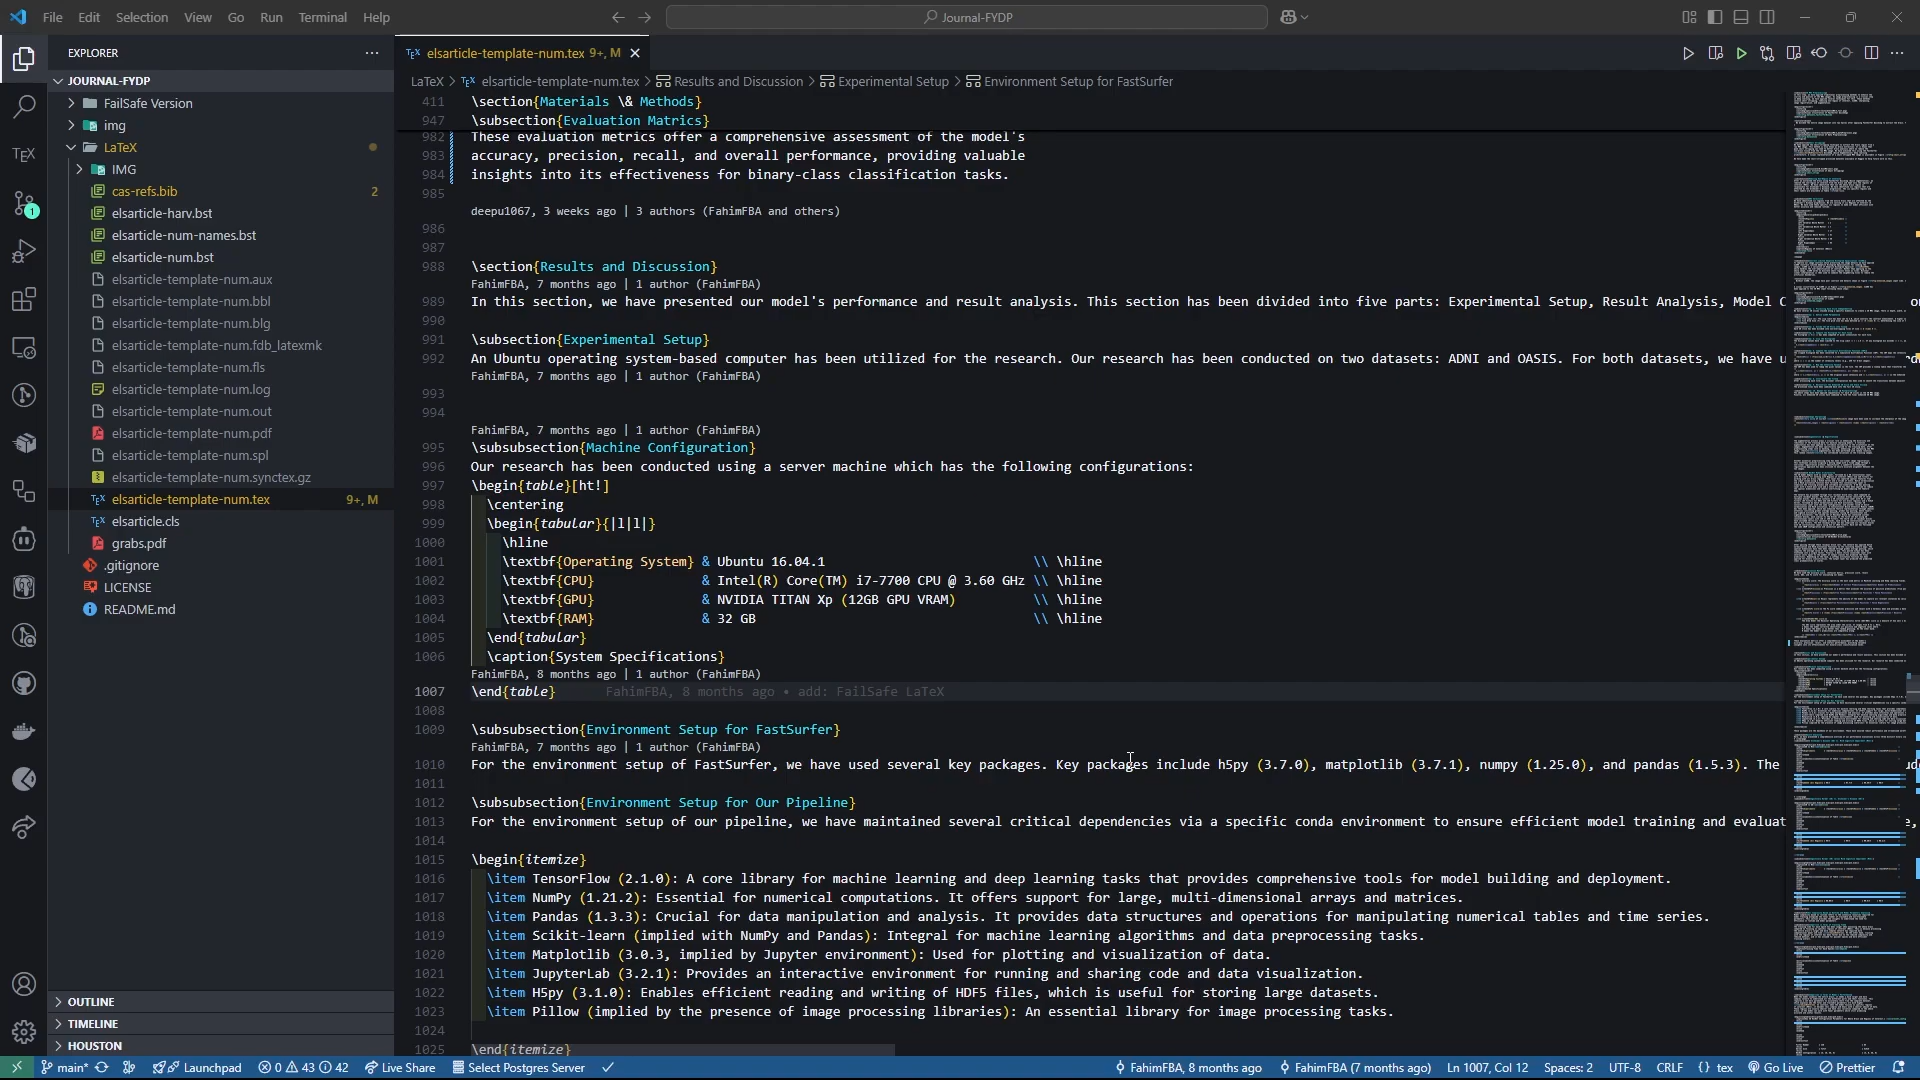 File Edit Selection View Go Run Terminal Help
Journal-FYDP
EXPLORER
JOURNAL-FYDP
FailSafe Version
img
LaTeX
IMG
cas-refs.bib 2
elsarticle-harv.bst
elsarticle-num-names.bst
elsarticle-num.bst
elsarticle-template-num.aux
elsarticle-template-num.bbl
elsarticle-template-num.blg
elsarticle-template-num.fdb_latexmk
elsarticle-template-num.fls
elsarticle-template-num.log
elsarticle-template-num.out
elsarticle-template-num.pdf
elsarticle-template-num.spl
elsarticle-template-num.synctex.gz
elsarticle-template-num.tex 9+, M
elsarticle.cls
grabs.pdf
.gitignore
LICENSE
README.md
OUTLINE
TIMELINE
HOUSTON
elsarticle-template-num.tex 9+, M
LaTeX > elsarticle-template-num.tex > Results and Discussion > Experimental Setup > Environment Setup for FastSurfer
411 \section{Materials \& Methods}
947 \subsection{Evaluation Matrics}
982 These evaluation metrics offer a comprehensive assessment of the model's
983 accuracy, precision, recall, and overall performance, providing valuable
984 insights into its effectiveness for binary-class classification tasks.
985
deepu1067, 3 weeks ago | 3 authors (FahimFBA and others)
986
987
988 \section{Results and Discussion}
FahimFBA, 7 months ago | 1 author (FahimFBA)
989 In this section, we have presented our model's performance and result analysis. This section has been divided into five parts: Experimental Setup, Result Analysis, Model C
990
991 \subsection{Experimental Setup}
992 An Ubuntu operating system-based computer has been utilized for the research. Our research has been conducted on two datasets: ADNI and OASIS. For both datasets, we have u
FahimFBA, 7 months ago | 1 author (FahimFBA)
993
994
FahimFBA, 7 months ago | 1 author (FahimFBA)
995 \subsubsection{Machine Configuration}
996 Our research has been conducted using a server machine which has the following configurations:
997 \begin{table}[ht!]
998 \centering
999 \begin{tabular}{|l|l|}
1000 \hline
1001 \textbf{Operating System} & Ubuntu 16.04.1 \\ \hline
1002 \textbf{CPU} & Intel(R) Core(TM) i7-7700 CPU @ 3.60 GHz \\ \hline
1003 \textbf{GPU} & NVIDIA TITAN Xp (12GB GPU VRAM) \\ \hline
1004 \textbf{RAM} & 32 GB \\ \hline
1005 \end{tabular}
1006 \caption{System Specifications}
FahimFBA, 8 months ago | 1 author (FahimFBA)
1007 \end{table} FahimFBA, 8 months ago • add: FailSafe LaTeX
1008
1009 \subsubsection{Environment Setup for FastSurfer}
FahimFBA, 7 months ago | 1 author (FahimFBA)
1010 For the environment setup of FastSurfer, we have used several key packages. Key packages include h5py (3.7.0), matplotlib (3.7.1), numpy (1.25.0), and pandas (1.5.3). The
1011
1012 \subsubsection{Environment Setup for Our Pipeline}
1013 For the environment setup of our pipeline, we have maintained several critical dependencies via a specific conda environment to ensure efficient model training and evaluat
1014
1015 \begin{itemize}
1016 \item TensorFlow (2.1.0): A core library for machine learning and deep learning tasks that provides comprehensive tools for model building and deployment.
1017 \item NumPy (1.21.2): Essential for numerical computations. It offers support for large, multi-dimensional arrays and matrices.
1018 \item Pandas (1.3.3): Crucial for data manipulation and analysis. It provides data structures and operations for manipulating numerical tables and time series.
1019 \item Scikit-learn (implied with NumPy and Pandas): Integral for machine learning algorithms and data preprocessing tasks.
1020 \item Matplotlib (3.0.3, implied by Jupyter environment): Used for plotting and visualization of data.
1021 \item JupyterLab (3.2.1): Provides an interactive environment for running and sharing code and data visualization.
1022 \item H5py (3.1.0): Enables efficient reading and writing of HDF5 files, which is useful for storing large datasets.
1023 \item Pillow (implied by the presence of image processing libraries): An essential library for image processing tasks.
1024
1025 \end{itemize}
main* Launchpad 0 43 42 Live Share Select Postgres Server FahimFBA, 8 months ago FahimFBA (7 months ago) Ln 1007, Col 12 Spaces: 2 UTF-8 CRLF {} tex Go Live Prettier